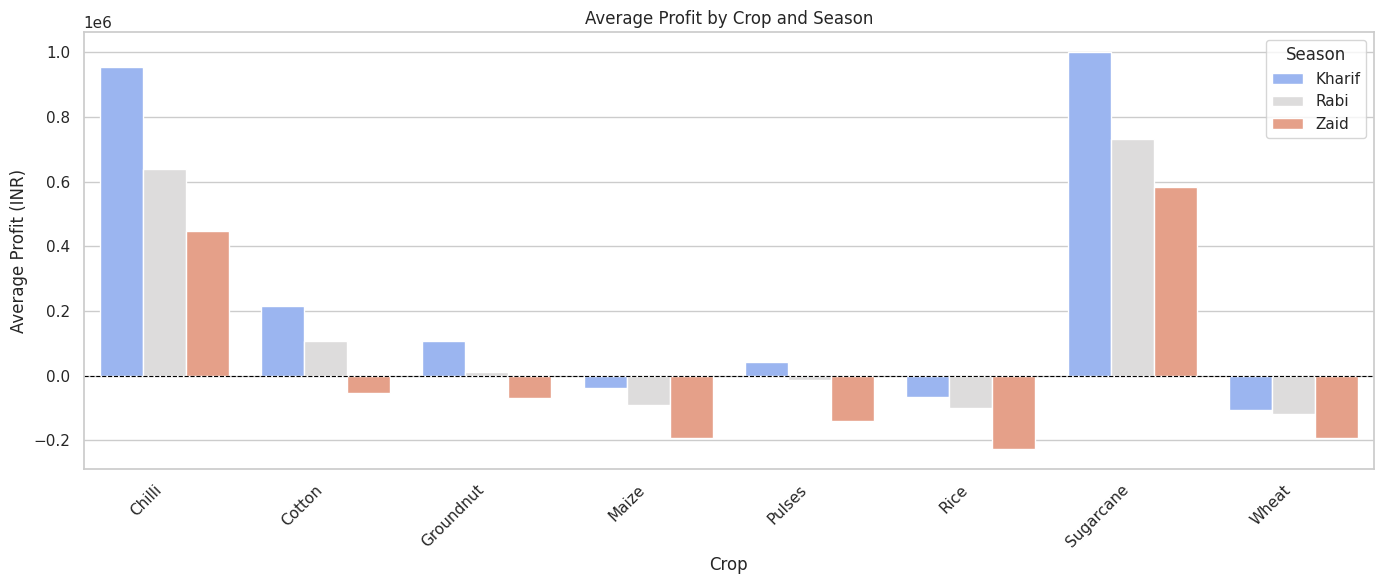 Average Profit by Crop and Season
1e6
1.0
0.8
0.6
0.4
0.2
0.0
−0.2
Average Profit (INR)
Season
Kharif
Rabi
Zaid
Chilli
Cotton
Groundnut
Maize
Pulses
Rice
Sugarcane
Wheat
Crop